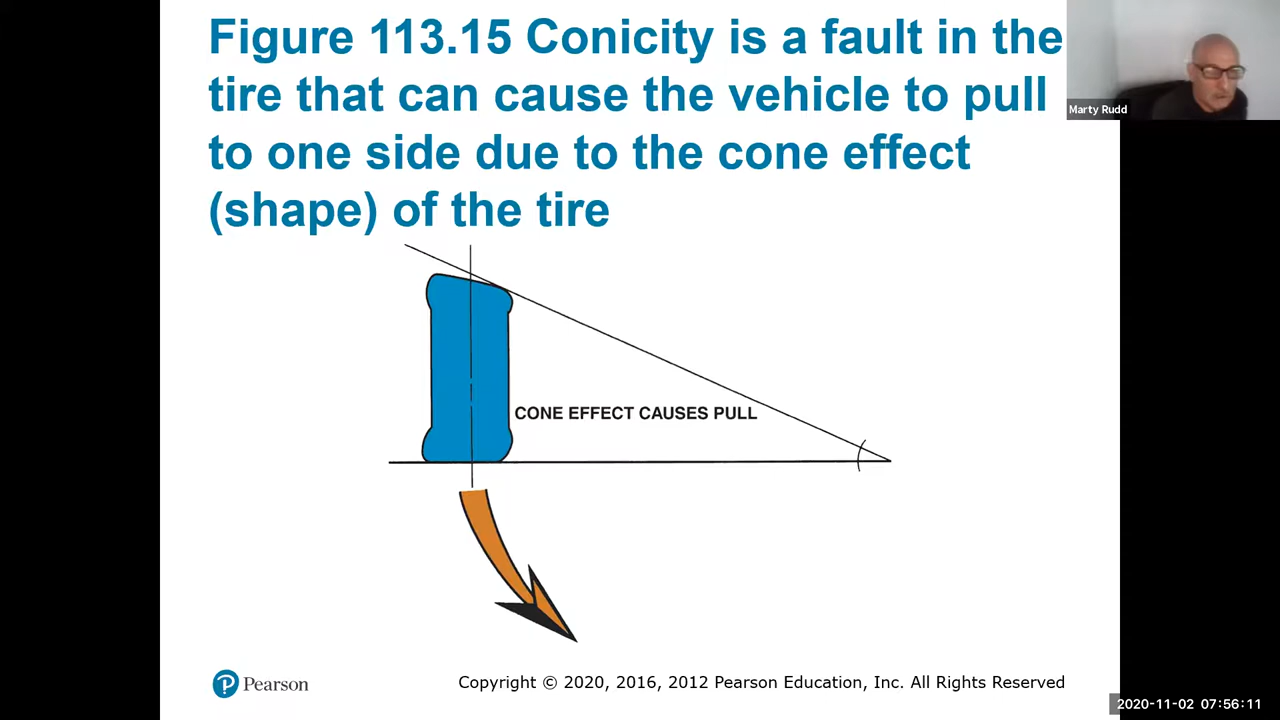 Figure 113.15 Conicity is a fault in the
tire that can cause the vehicle to pull
to one side due to the cone effect
(shape) of the tire
Marty Rudd
CONE EFFECT CAUSES PULL
Pearson
Copyright © 2020, 2016, 2012 Pearson Education, Inc. All Rights Reserved
2020-11-02 07:56:11